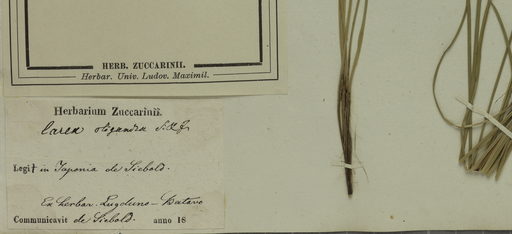 HERB. ZUCCARINII.
Herbar. Univ. Ludov. Maximil.
Herbarium Zuccarinii.
Carex oligandra S. & Z.
Legit in Japonia de Siebold.
Ex herbar. Lugduno-Batavo
Communicavit de Siebold. anno 18